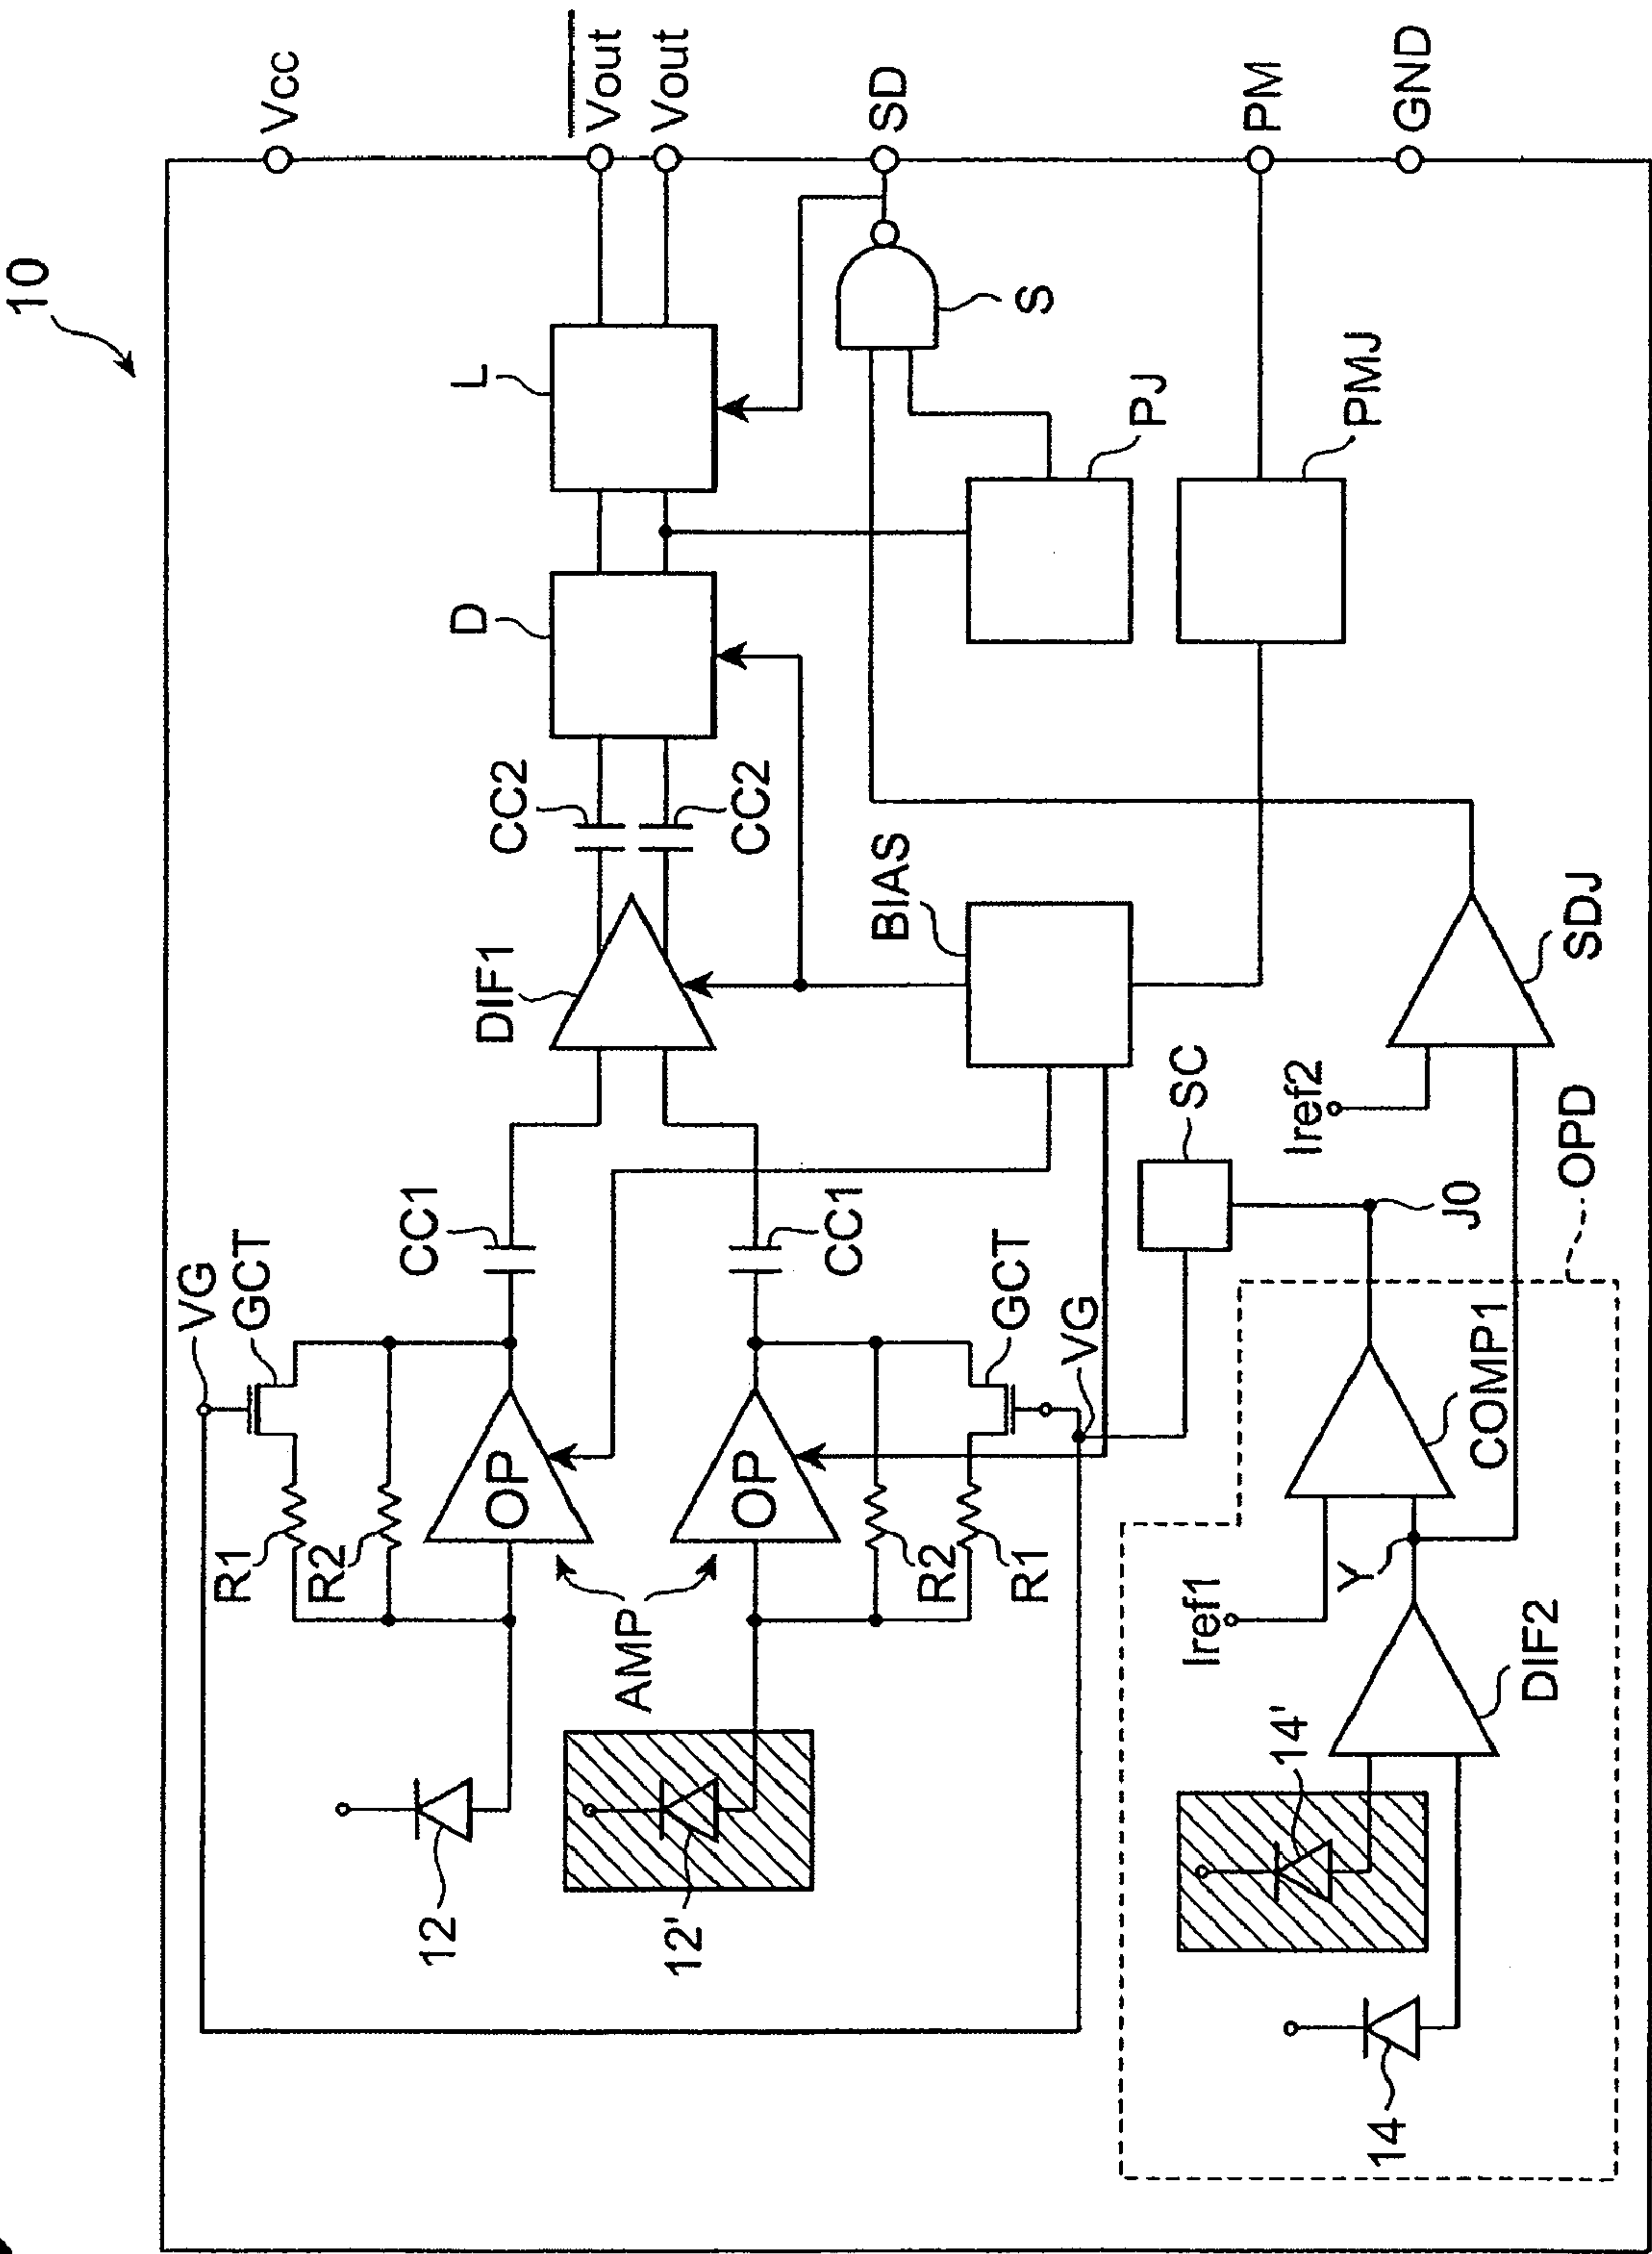 10
Vcc
Vout
Vout
SD
PM
GND
L
S
PJ
PMJ
D
CC2
CC2
DIF1
BIAS
SDJ
Iref2
SC
OPD
J0
CC1
CC1
VG
GCT
GCT
VG
COMP1
OP
OP
R1
R2
R2
R1
AMP
Iref1
Y
DIF2
12
12'
14'
14